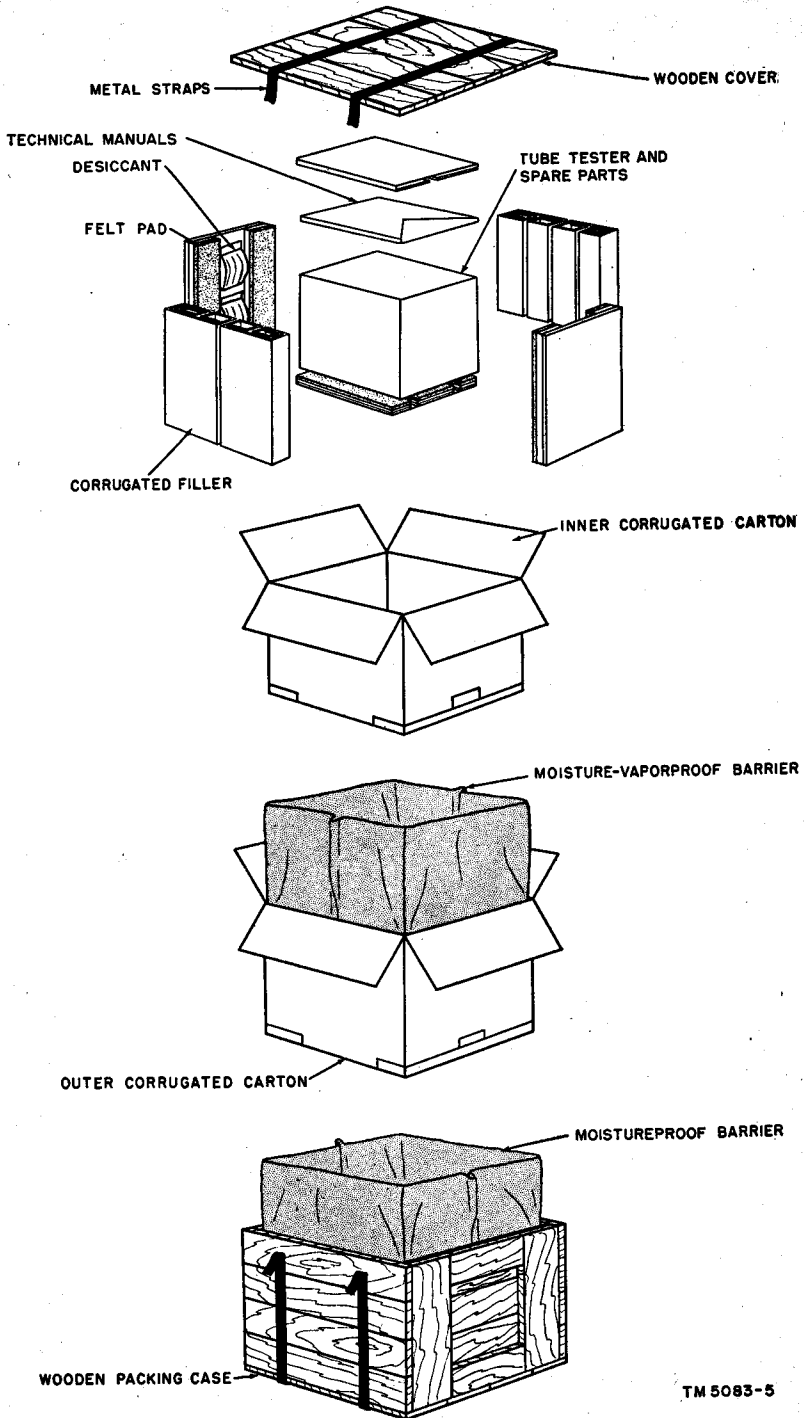 METAL STRAPS
WOODEN COVER
TECHNICAL MANUALS
DESICCANT
TUBE TESTER AND
SPARE PARTS
FELT PAD
CORRUGATED FILLER
INNER CORRUGATED CARTON
MOISTURE-VAPORPROOF BARRIER
OUTER CORRUGATED CARTON
MOISTUREPROOF BARRIER
WOODEN PACKING CASE
TM 5083-5